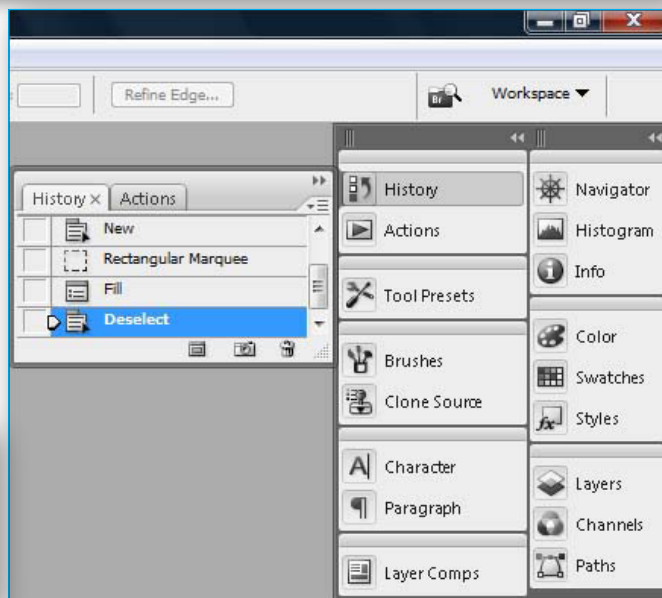 Refine Edge...
Br
Workspace
History × Actions
New
Rectangular Marquee
Fill
Deselect
History
Actions
Tool Presets
Brushes
Clone Source
Character
Paragraph
Layer Comps
Navigator
Histogram
Info
Color
Swatches
Styles
Layers
Channels
Paths